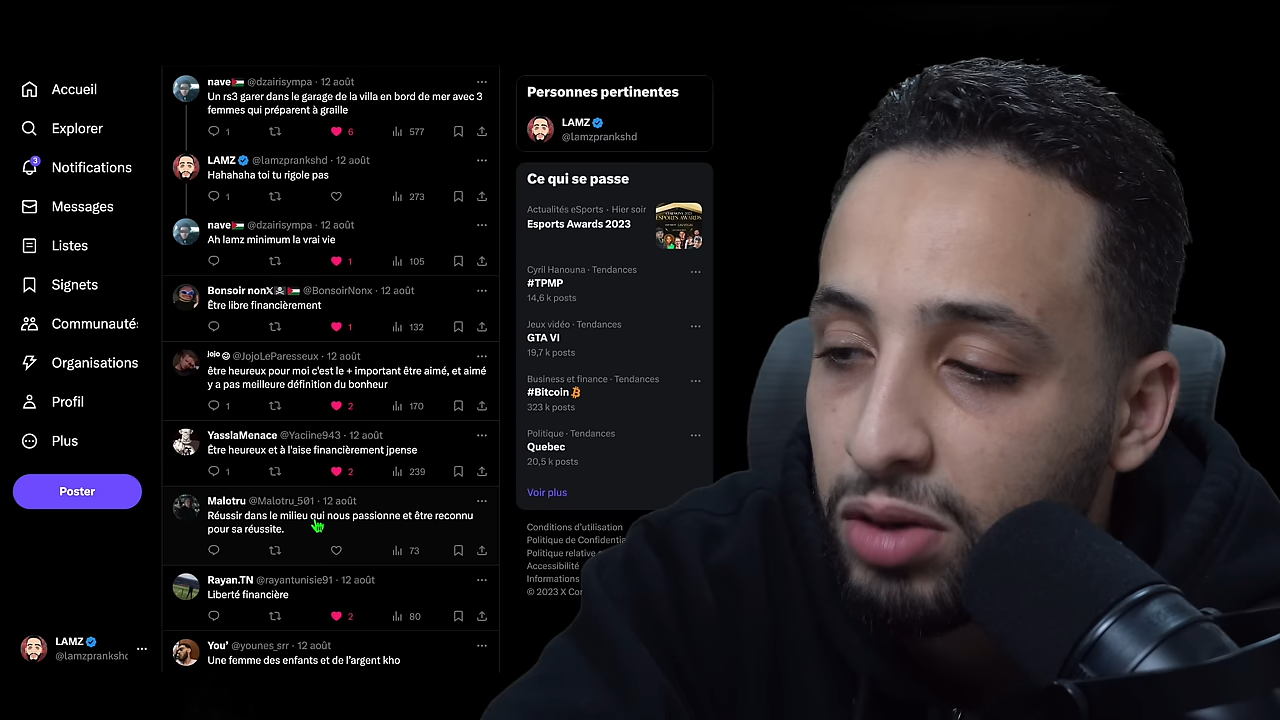 Accueil
Explorer
3
Notifications
Messages
Listes
Signets
Communautés
Organisations
Profil
Plus
Poster
LAMZ
@lamzpranksho
nave @dzairisympa · 12 août
Un rs3 garer dans le garage de la villa en bord de mer avec 3
femmes qui préparent à graille
1 6 577
LAMZ @lamzprankshd · 12 août
Hahahaha toi tu rigole pas
1 273
nave @dzairisympa · 12 août
Ah lamz minimum la vrai vie
1 105
Bonsoir nonX @BonsoirNonx · 12 août
Être libre financièrement
1 132
jojo @JojoLeParesseux · 12 août
être heureux pour moi c'est le + important être aimé, et aimé
y a pas meilleure définition du bonheur
1 2 170
YasslaMenace @Yaciine943 · 12 août
Être heureux et à l'aise financièrement jpense
1 2 239
Malotru @Malotru_501 · 12 août
Réussir dans le milieu qui nous passionne et être reconnu
pour sa réussite.
73
Rayan.TN @rayantunisie91 · 12 août
Liberté financière
2 80
You' @younes_srr · 12 août
Une femme des enfants et de l'argent kho
Personnes pertinentes
LAMZ
@lamzprankshd
Ce qui se passe
Actualités eSports · Hier soir
Esports Awards 2023
Cyril Hanouna · Tendances
#TPMP
14,6 k posts
Jeux vidéo · Tendances
GTA VI
19,7 k posts
Business et finance · Tendances
#Bitcoin
323 k posts
Politique · Tendances
Quebec
20,5 k posts
Voir plus
Conditions d'utilisation
Politique de Confidentia
Politique relative
Accessibilité
Informations
© 2023 X Cor